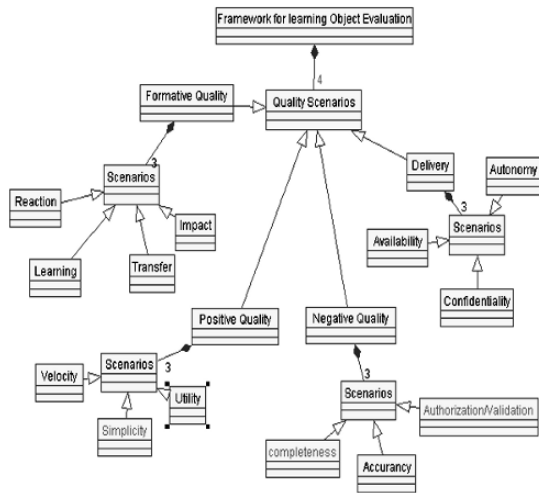 Framework for learning Object Evaluation
4
Formative Quality
Quality Scenarios
3
Scenarios
Delivery
Autonomy
Reaction
3
Scenarios
Impact
Availability
Learning
Transfer
Confidentiality
Positive Quality
Negative Quality
3
Scenarios
Velocity
Utility
3
Scenarios
Authorization/Validation
Simplicity
completeness
Accurancy